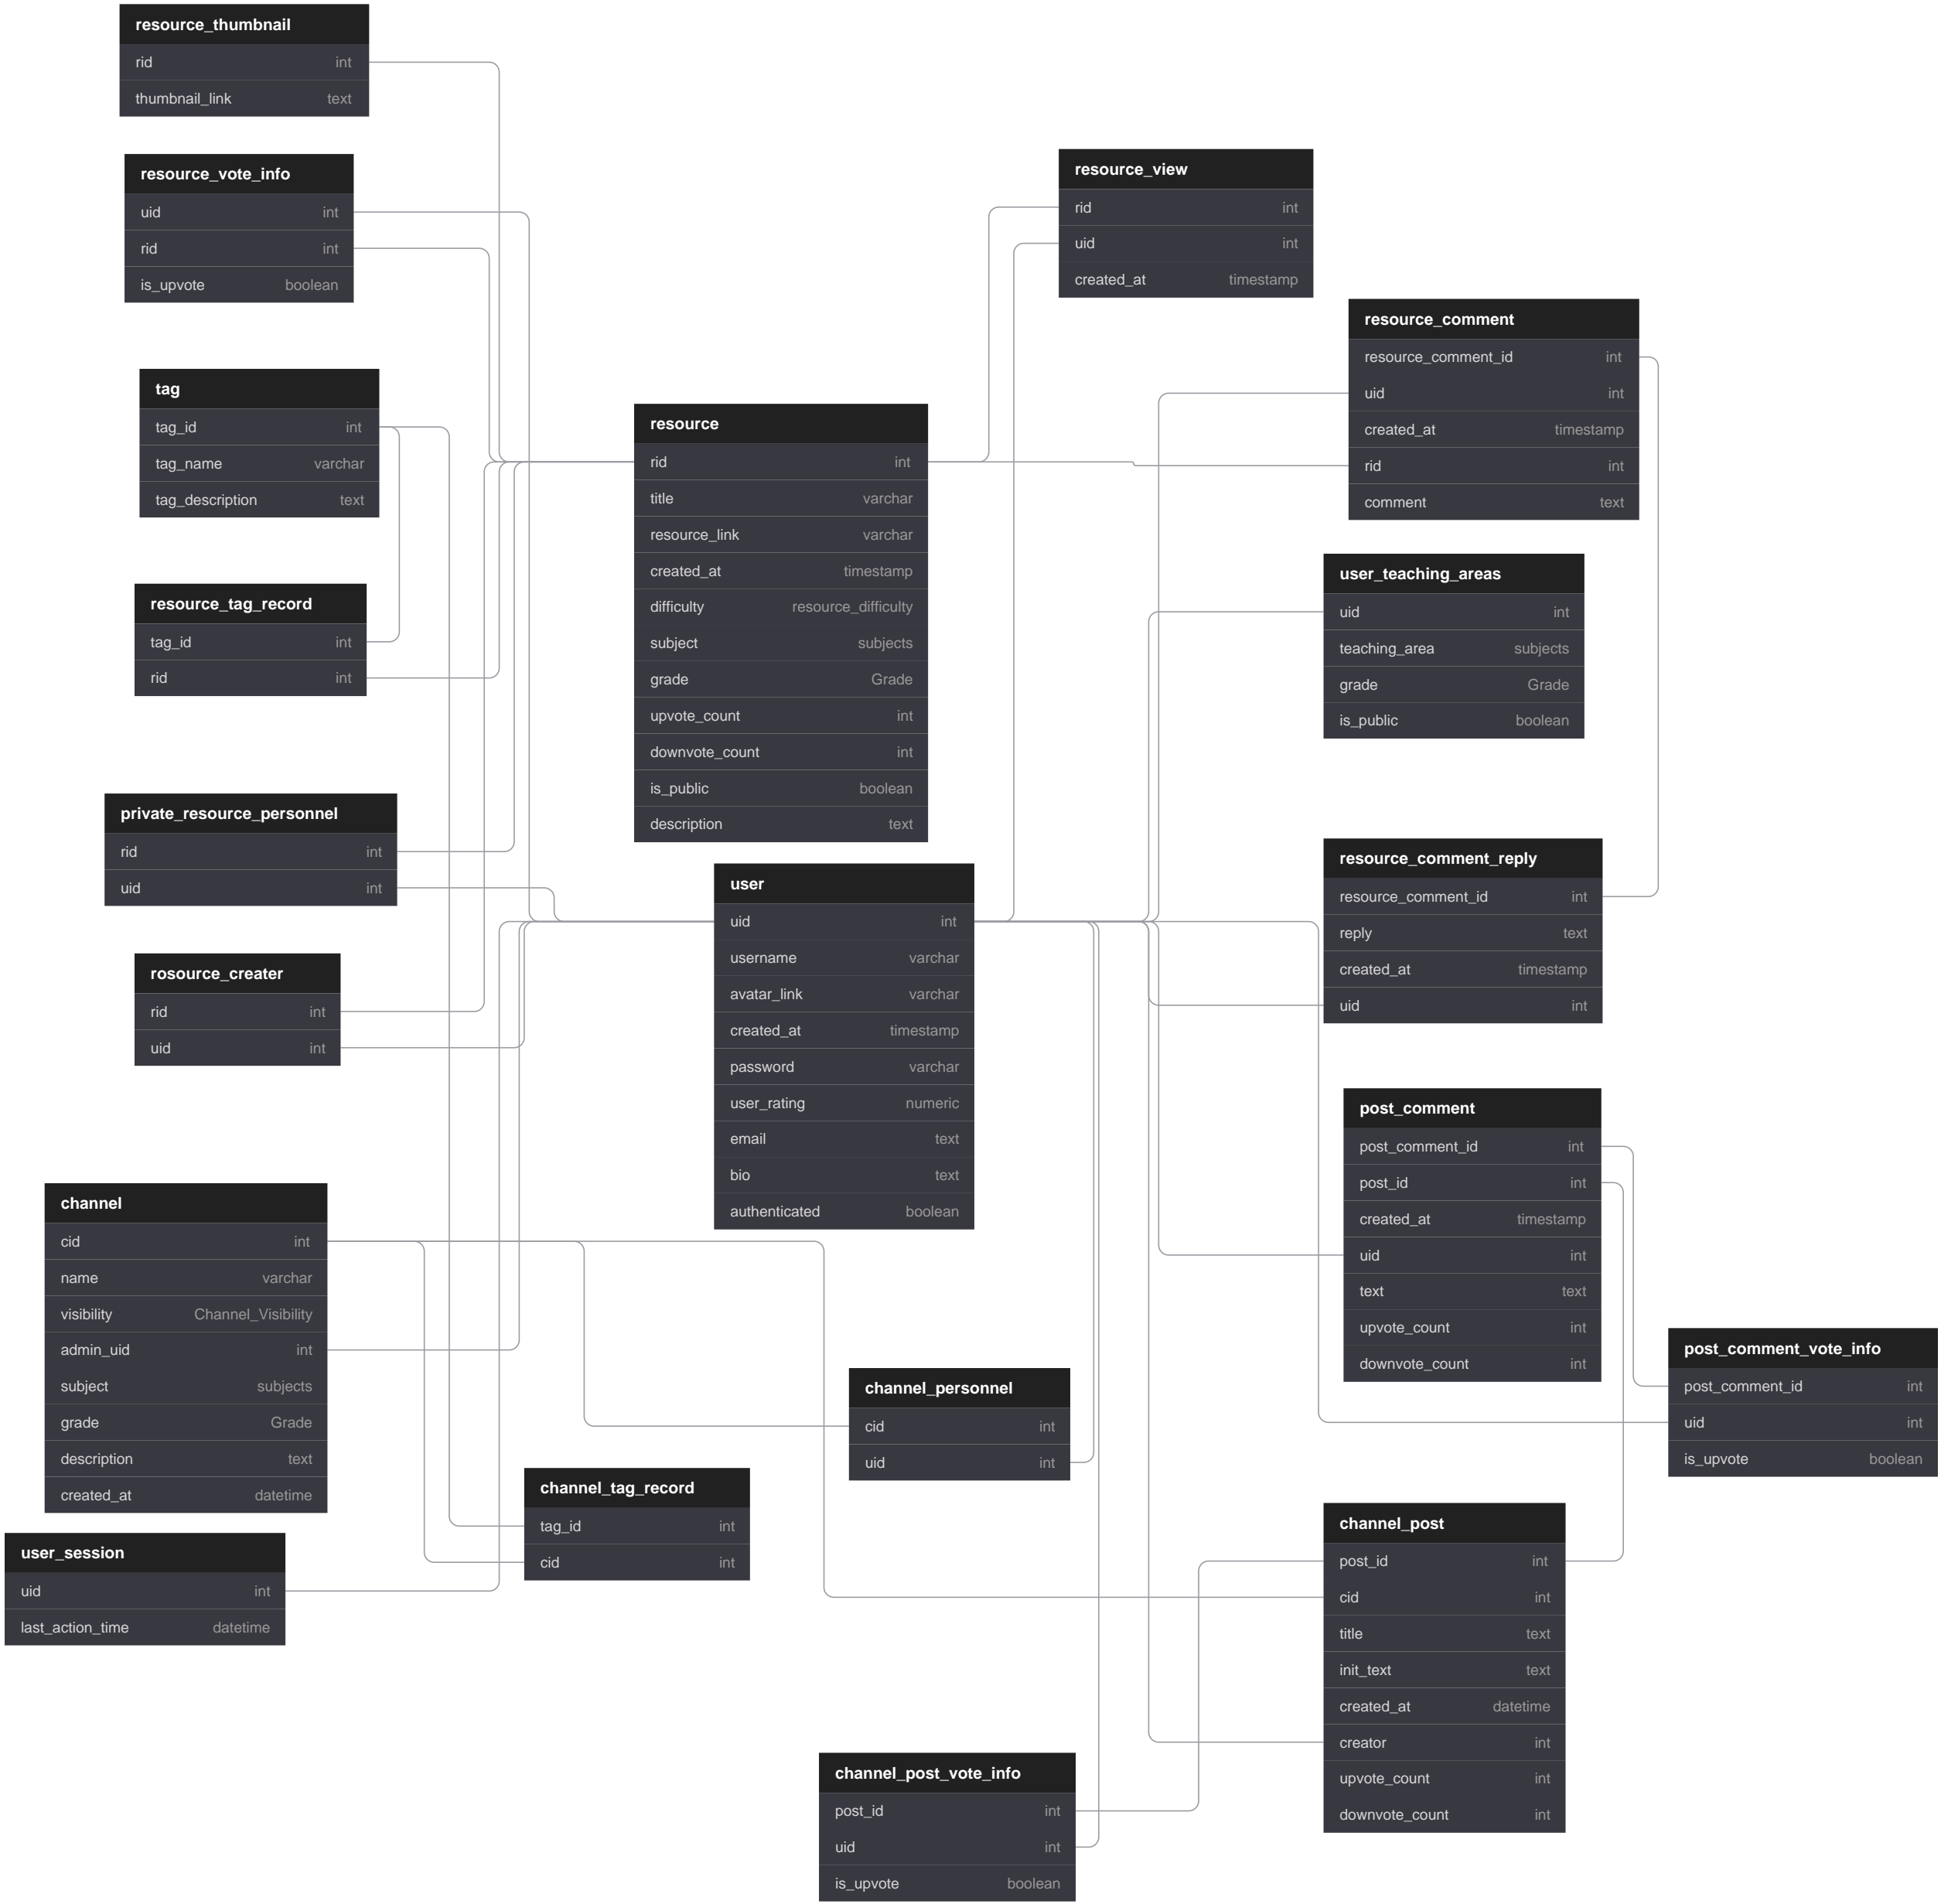 resource_thumbnail
rid int
thumbnail_link text
resource_vote_info
uid int
rid int
is_upvote boolean
tag
tag_id int
tag_name varchar
tag_description text
resource_tag_record
tag_id int
rid int
private_resource_personnel
rid int
uid int
rosource_creater
rid int
uid int
channel
cid int
name varchar
visibility Channel_Visibility
admin_uid int
subject subjects
grade Grade
description text
created_at datetime
user_session
uid int
last_action_time datetime
resource
rid int
title varchar
resource_link varchar
created_at timestamp
difficulty resource_difficulty
subject subjects
grade Grade
upvote_count int
downvote_count int
is_public boolean
description text
user
uid int
username varchar
avatar_link varchar
created_at timestamp
password varchar
user_rating numeric
email text
bio text
authenticated boolean
channel_tag_record
tag_id int
cid int
channel_personnel
cid int
uid int
channel_post_vote_info
post_id int
uid int
is_upvote boolean
resource_view
rid int
uid int
created_at timestamp
resource_comment
resource_comment_id int
uid int
created_at timestamp
rid int
comment text
user_teaching_areas
uid int
teaching_area subjects
grade Grade
is_public boolean
resource_comment_reply
resource_comment_id int
reply text
created_at timestamp
uid int
post_comment
post_comment_id int
post_id int
created_at timestamp
uid int
text text
upvote_count int
downvote_count int
post_comment_vote_info
post_comment_id int
uid int
is_upvote boolean
channel_post
post_id int
cid int
title text
init_text text
created_at datetime
creator int
upvote_count int
downvote_count int